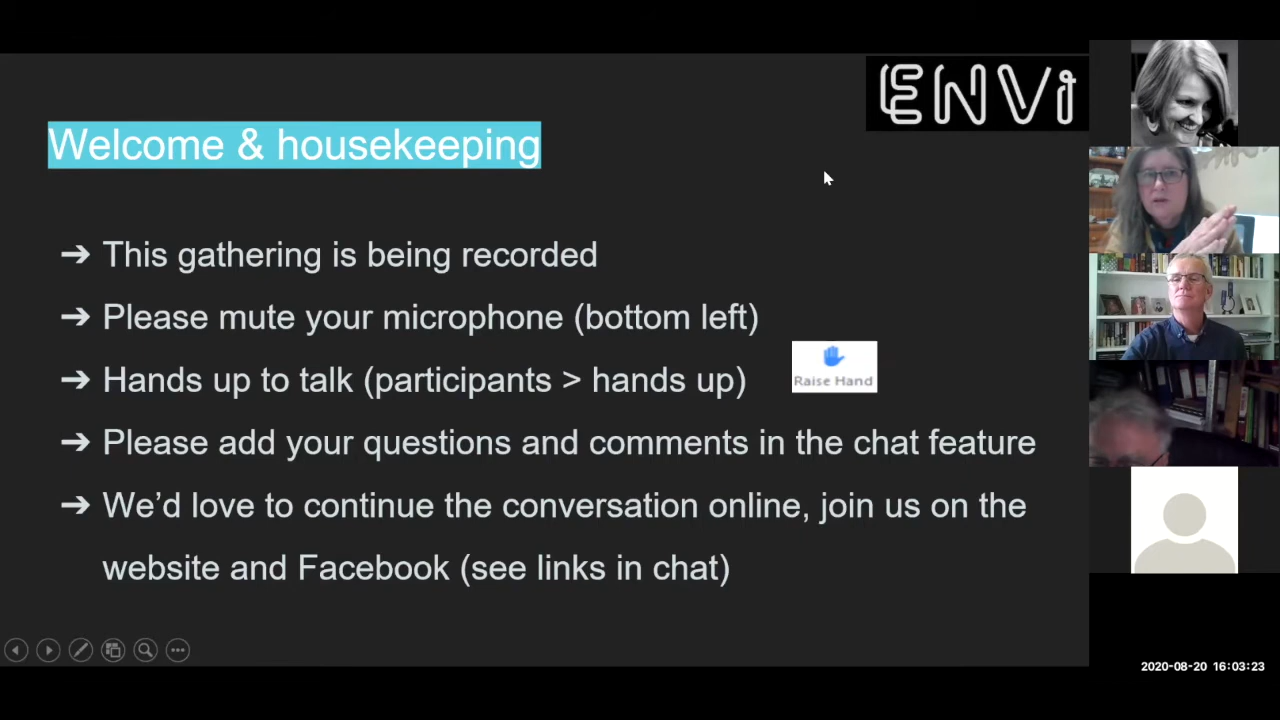 ENVi
Welcome & housekeeping
➔ This gathering is being recorded
➔ Please mute your microphone (bottom left)
➔ Hands up to talk (participants > hands up)
Raise Hand
➔ Please add your questions and comments in the chat feature
➔ We’d love to continue the conversation online, join us on the
website and Facebook (see links in chat)
2020-08-20 16:03:23